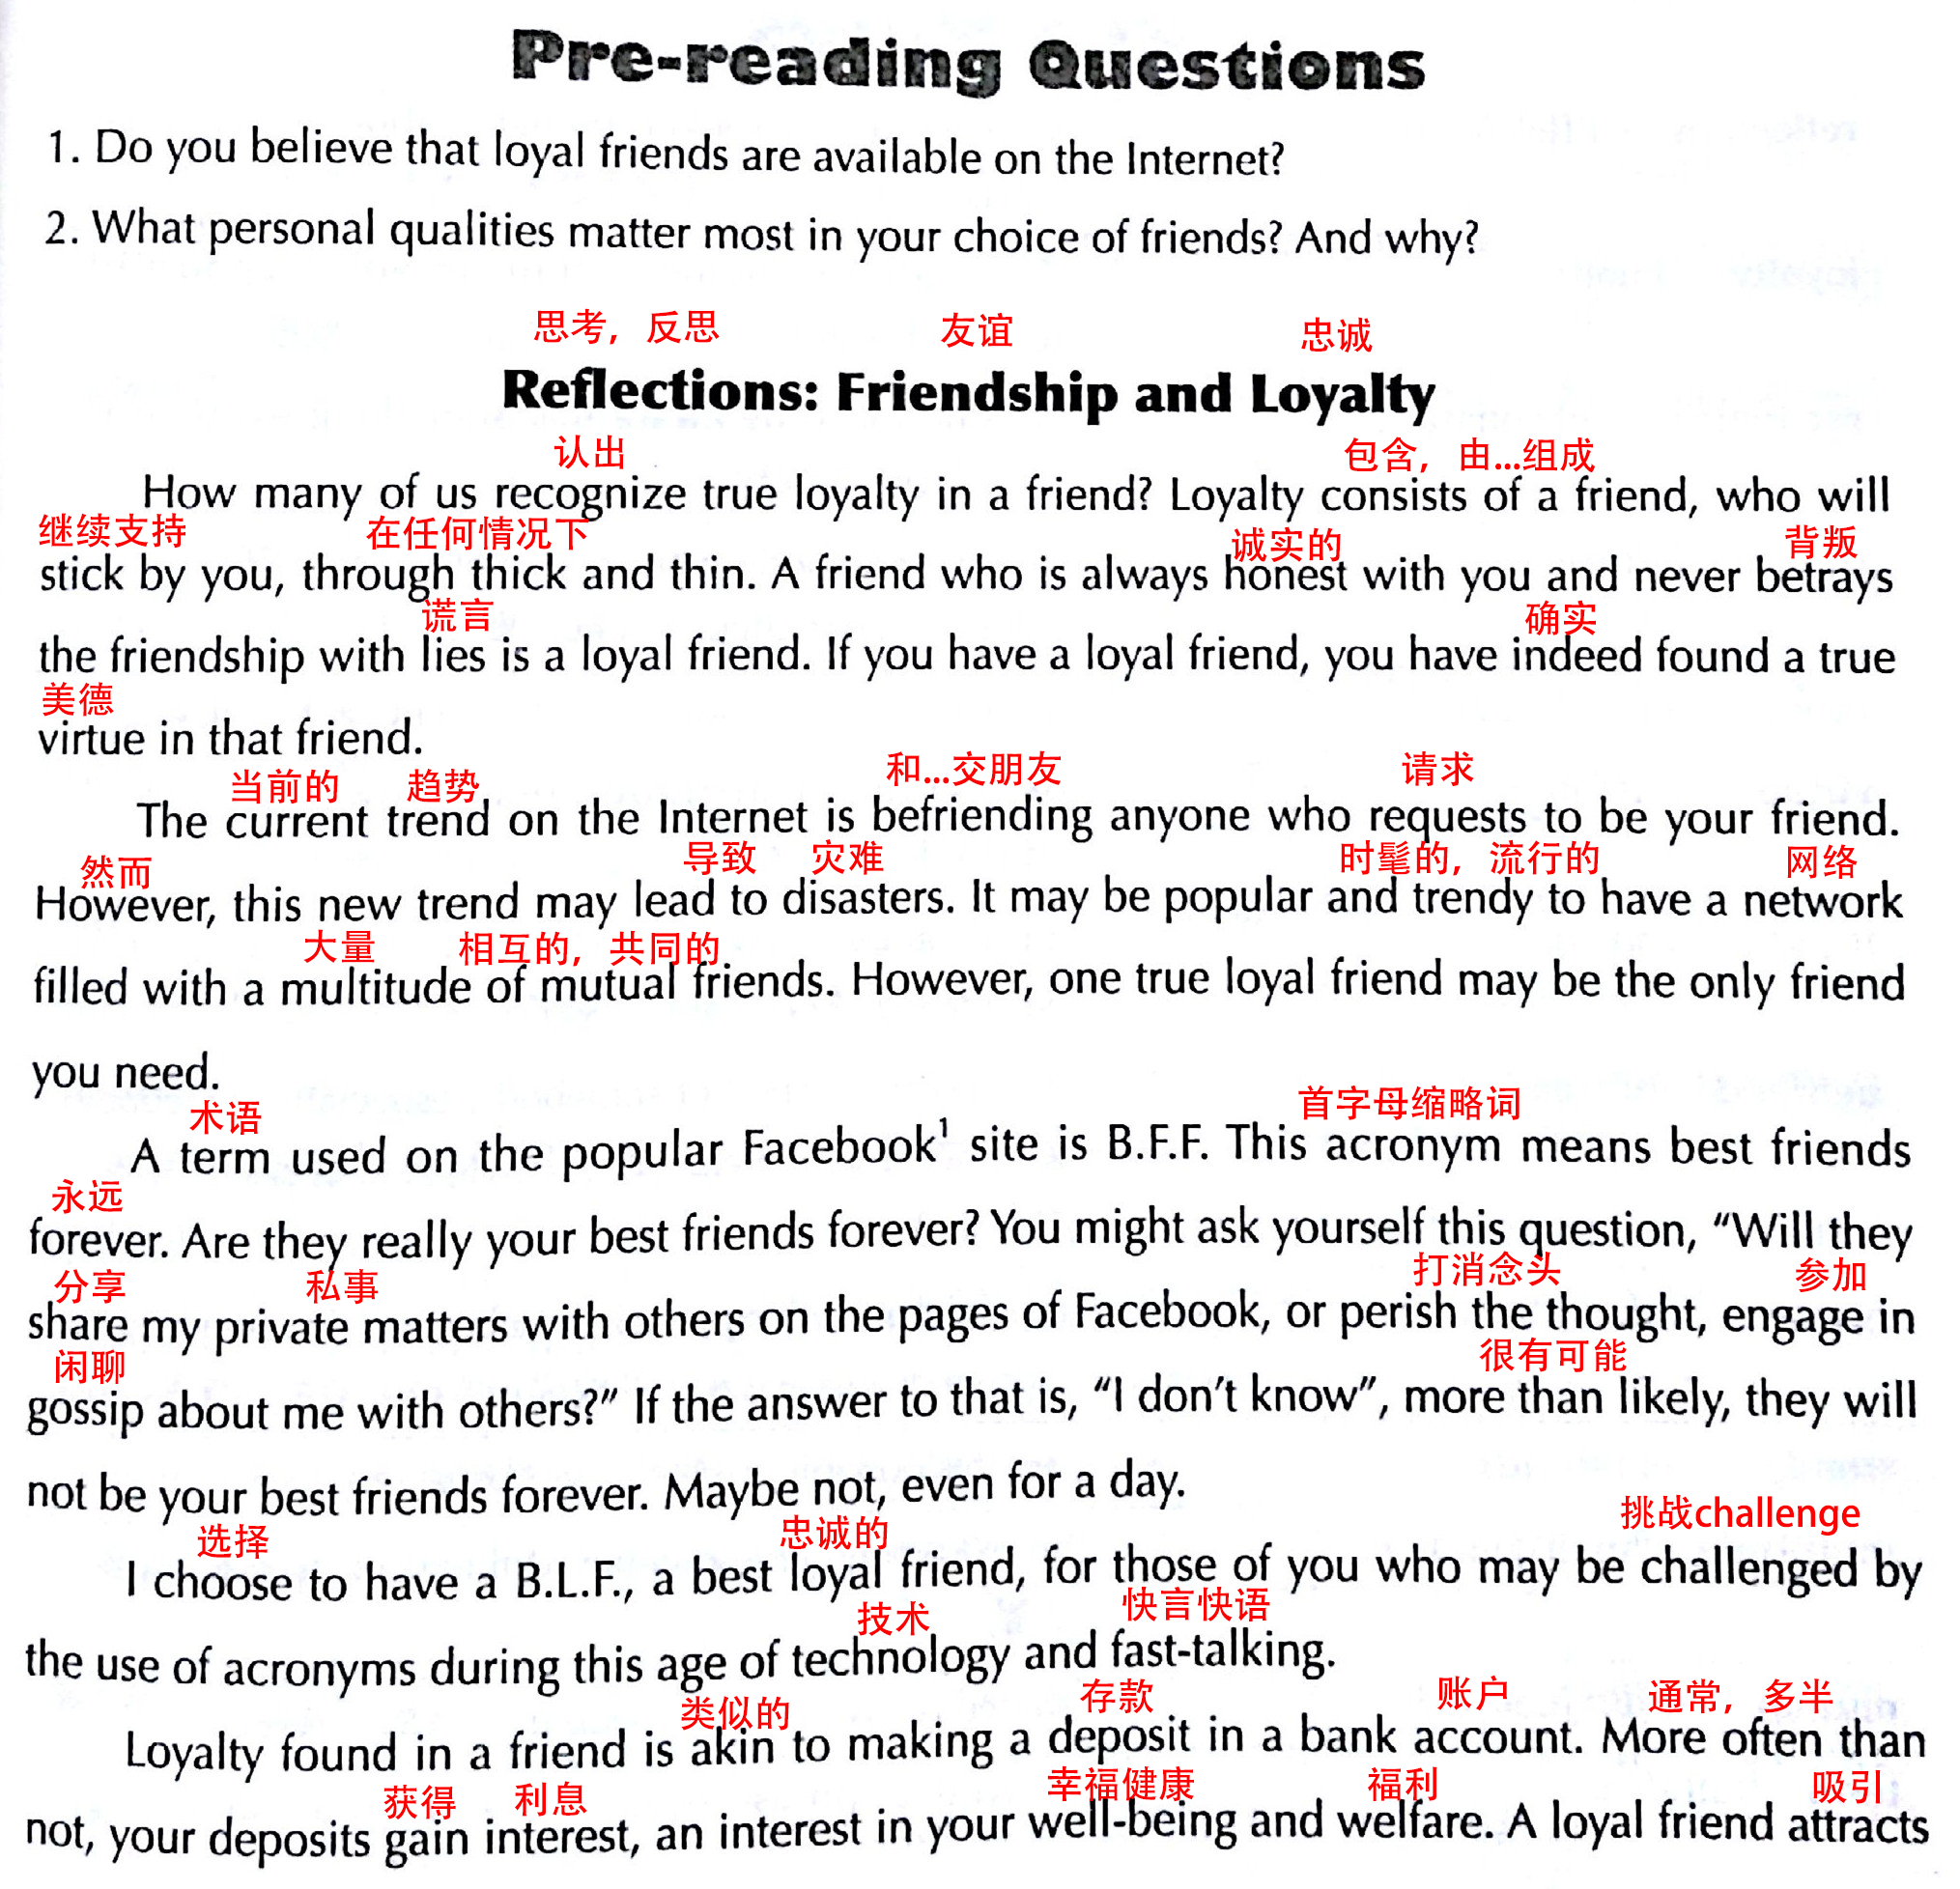 Pre-reading Questions
1. Do you believe that loyal friends are available on the Internet?
2. What personal qualities matter most in your choice of friends? And why?
思考，反思 友谊 忠诚
Reflections: Friendship and Loyalty
认出 包含，由...组成
How many of us recognize true loyalty in a friend? Loyalty consists of a friend, who will
继续支持 在任何情况下 诚实的 背叛
stick by you, through thick and thin. A friend who is always honest with you and never betrays
谎言 确实
the friendship with lies is a loyal friend. If you have a loyal friend, you have indeed found a true
美德
virtue in that friend.
当前的 趋势 和...交朋友 请求
The current trend on the Internet is befriending anyone who requests to be your friend.
然而 导致 灾难 时髦的，流行的 网络
However, this new trend may lead to disasters. It may be popular and trendy to have a network
大量 相互的，共同的
filled with a multitude of mutual friends. However, one true loyal friend may be the only friend
you need.
术语 首字母缩略词
A term used on the popular Facebook1 site is B.F.F. This acronym means best friends
永远
forever. Are they really your best friends forever? You might ask yourself this question, “Will they
分享 私事 打消念头 参加
share my private matters with others on the pages of Facebook, or perish the thought, engage in
闲聊 很有可能
gossip about me with others?” If the answer to that is, “I don’t know”, more than likely, they will
not be your best friends forever. Maybe not, even for a day.
选择 忠诚的 挑战challenge
I choose to have a B.L.F., a best loyal friend, for those of you who may be challenged by
技术 快言快语
the use of acronyms during this age of technology and fast-talking.
类似的 存款 账户 通常，多半
Loyalty found in a friend is akin to making a deposit in a bank account. More often than
获得 利息 幸福健康 福利 吸引
not, your deposits gain interest, an interest in your well-being and welfare. A loyal friend attracts